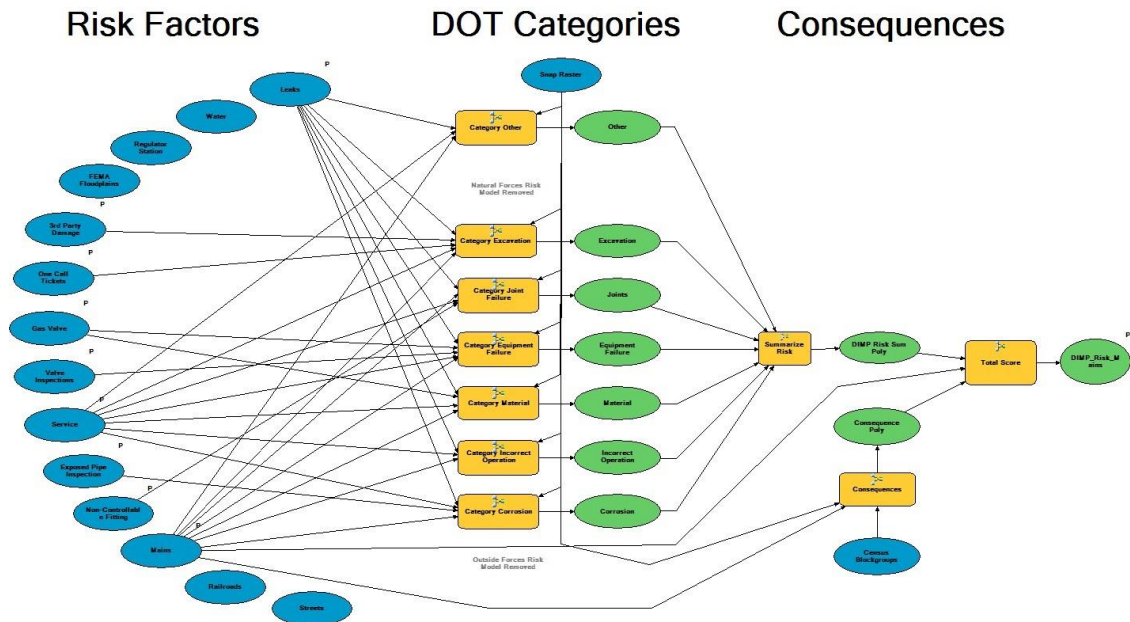 Risk Factors
DOT Categories
Consequences
P
Leaks
Water
Regulator
Station
FEMA
Floodplains
P
3rd Party
Damage
P
One Call
Tickets
P
Gas Valve
P
Valve
Inspections
P
Service
P
Exposed Pipe
Inspection
P
Non-Controllable
n Fitting
P
Mains
Railroads
Streets
Snap Raster
Category Other
Natural Forces Risk
Model Removed
Category Excavation
Category Joint
Failure
Category Equipment
Failure
Category Material
Category Incorrect
Operation
Category Corrosion
Outside Forces Risk
Model Removed
Other
Excavation
Joints
Equipment
Failure
Material
Incorrect
Operation
Corrosion
Summarize
Risk
DIMP Risk Sum
Poly
Total Score
P
DIMP_Risk_M
ains
Consequence
Poly
Consequences
Census
Blockgroups